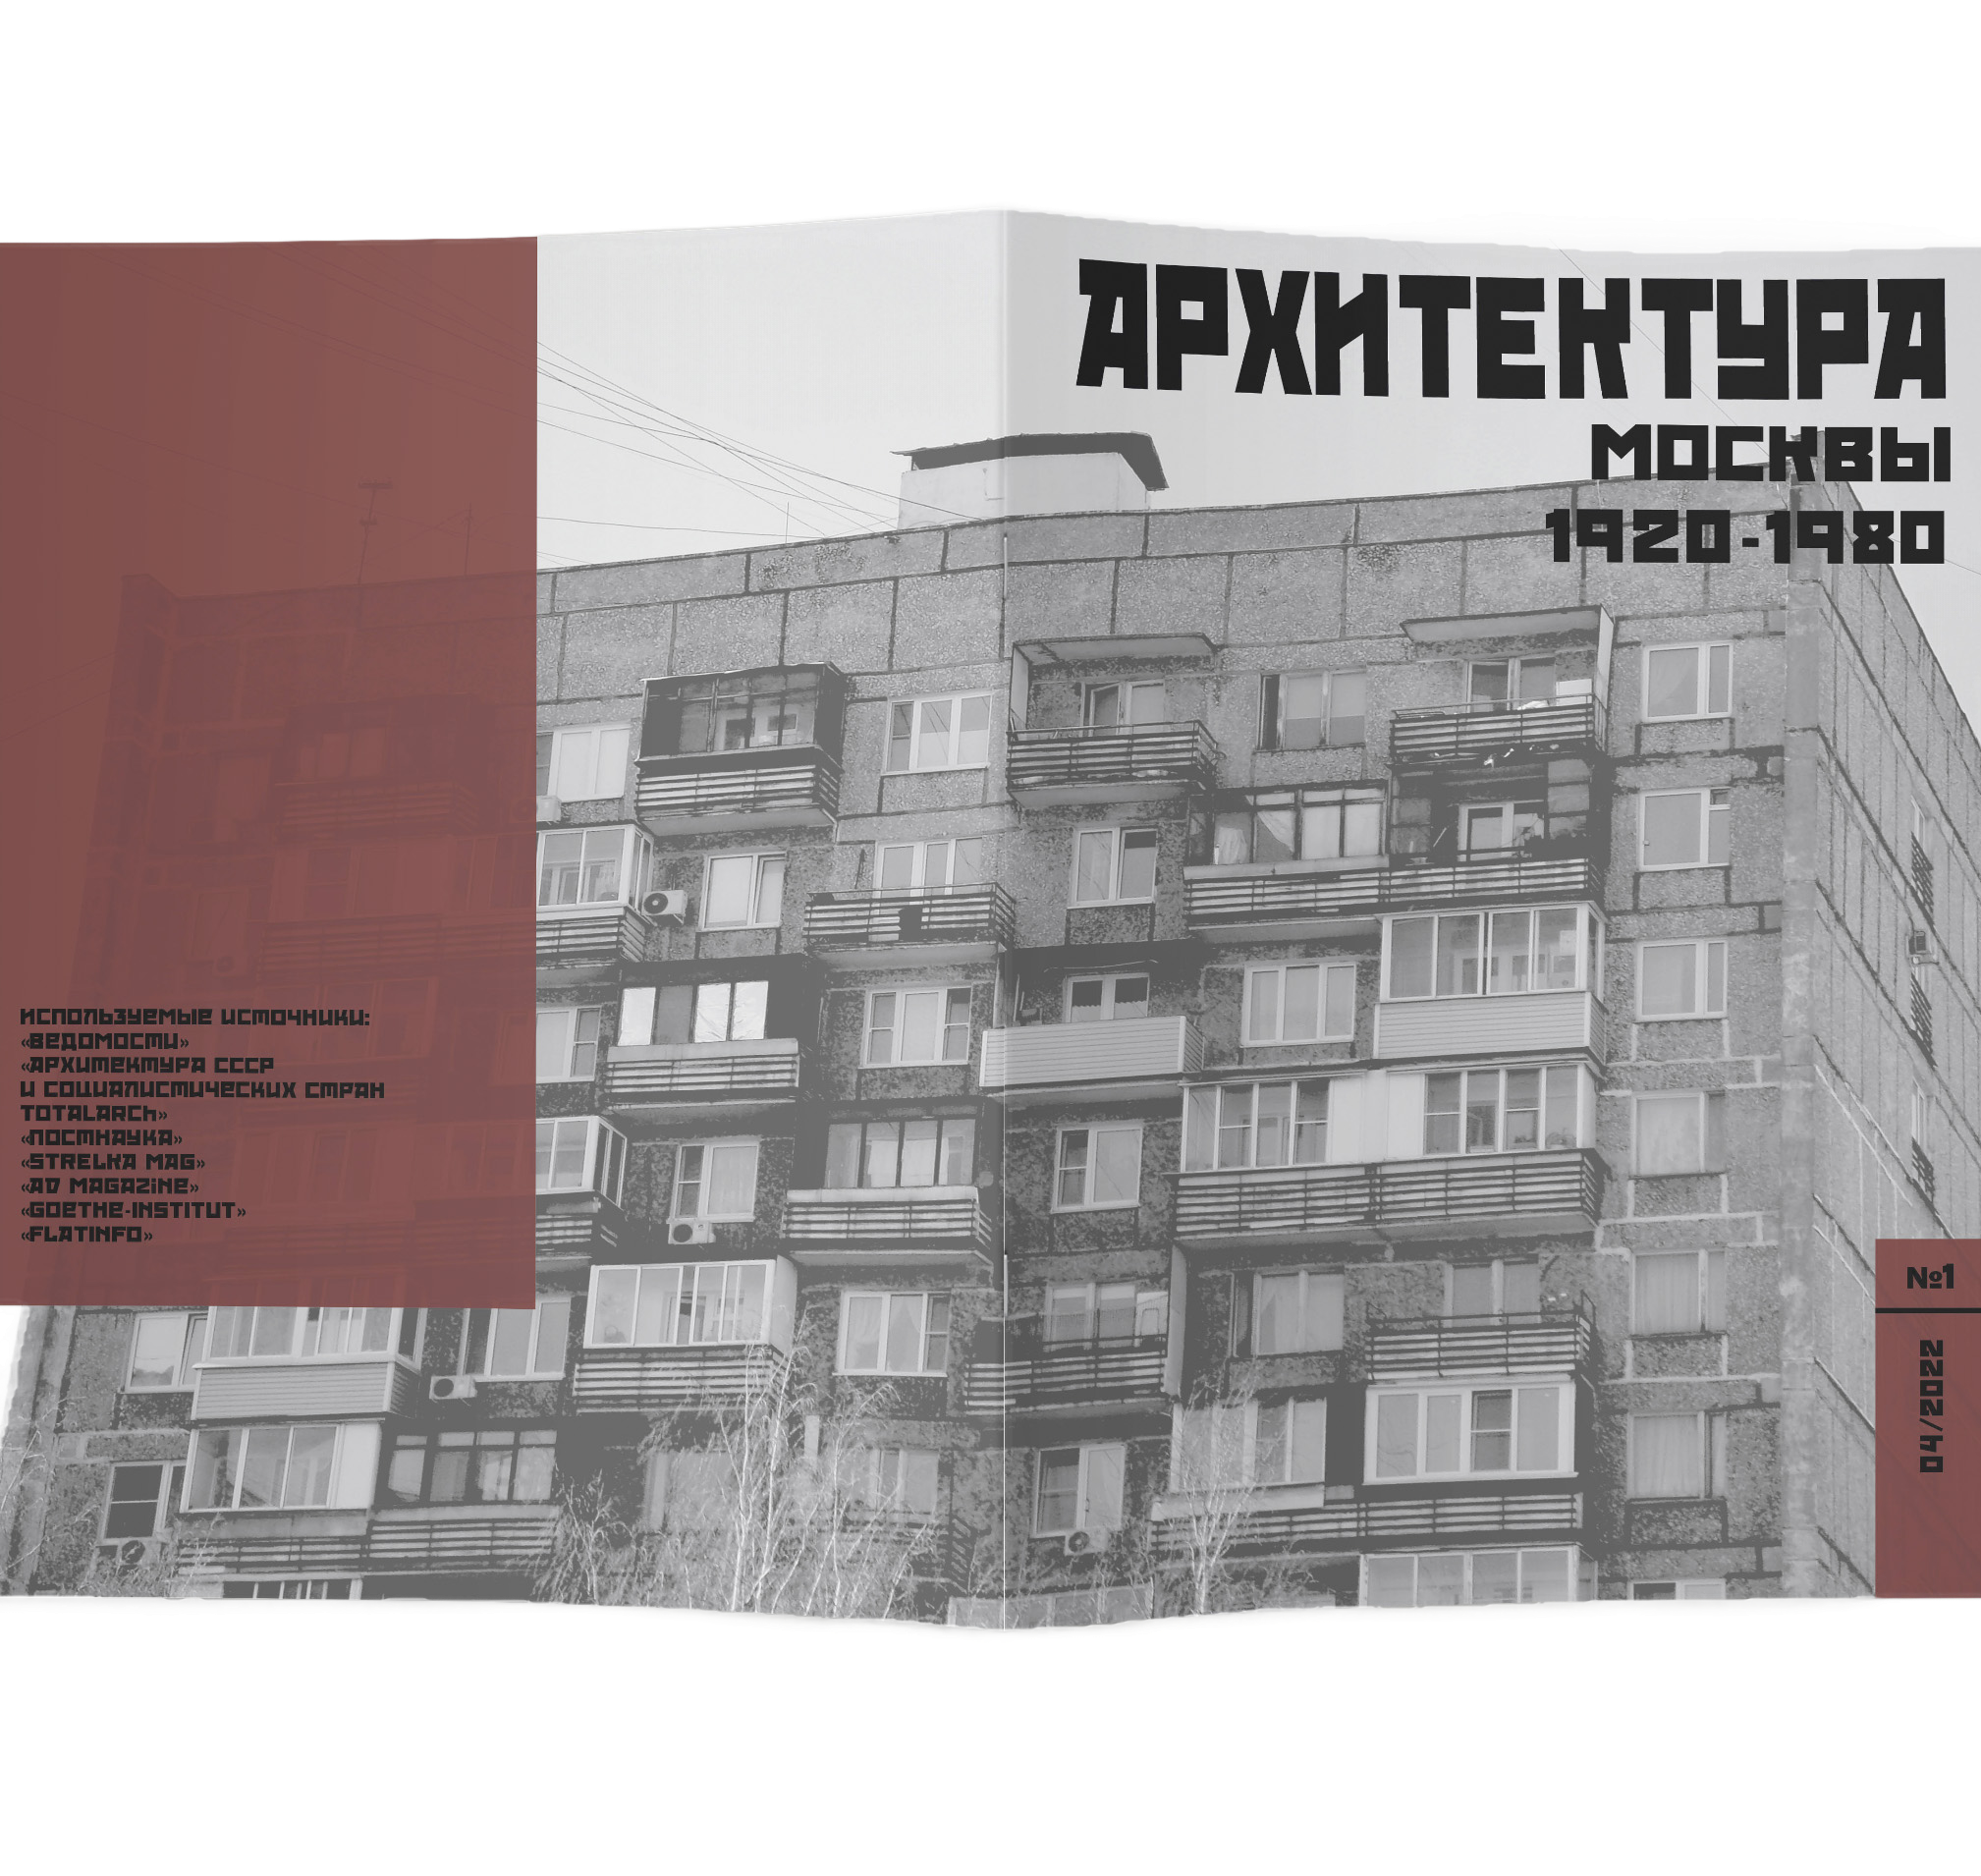 АРХИТЕКТУРА
МОСКВЫ
1920-1980
№1
04/2022
ИСПОЛЬЗУЕМЫЕ ИСТОЧНИКИ:
«ВЕДОМОСТИ»
«АРХИТЕКТУРА СССР
И СОЦИАЛИСТИЧЕСКИХ СТРАН
TOTALARCH»
«ПОСТНАУКА»
«STRELKA MAG»
«AD MAGAZINE»
«GOETHE-INSTITUT»
«FLATINFO»